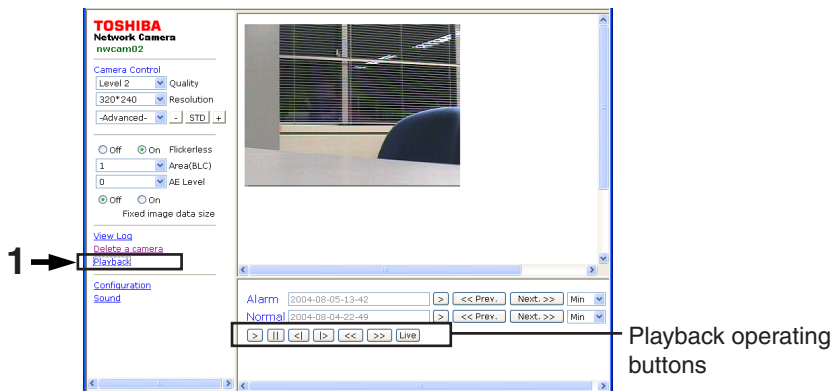 TOSHIBA
Network Camera
nwcam02
Camera Control
Level 2 Quality
320*240 Resolution
-Advanced- - STD +
Off On Flickerless
1 Area(BLC)
0 AE Level
Off On
Fixed image data size
View Log
Delete a camera
1
Playback
Configuration
Sound
Alarm 2004-08-05-13-42 > << Prev. Next. >> Min
Normal 2004-08-04-22-49 > << Prev. Next. >> Min
> || <| |> << >> Live
Playback operating
buttons